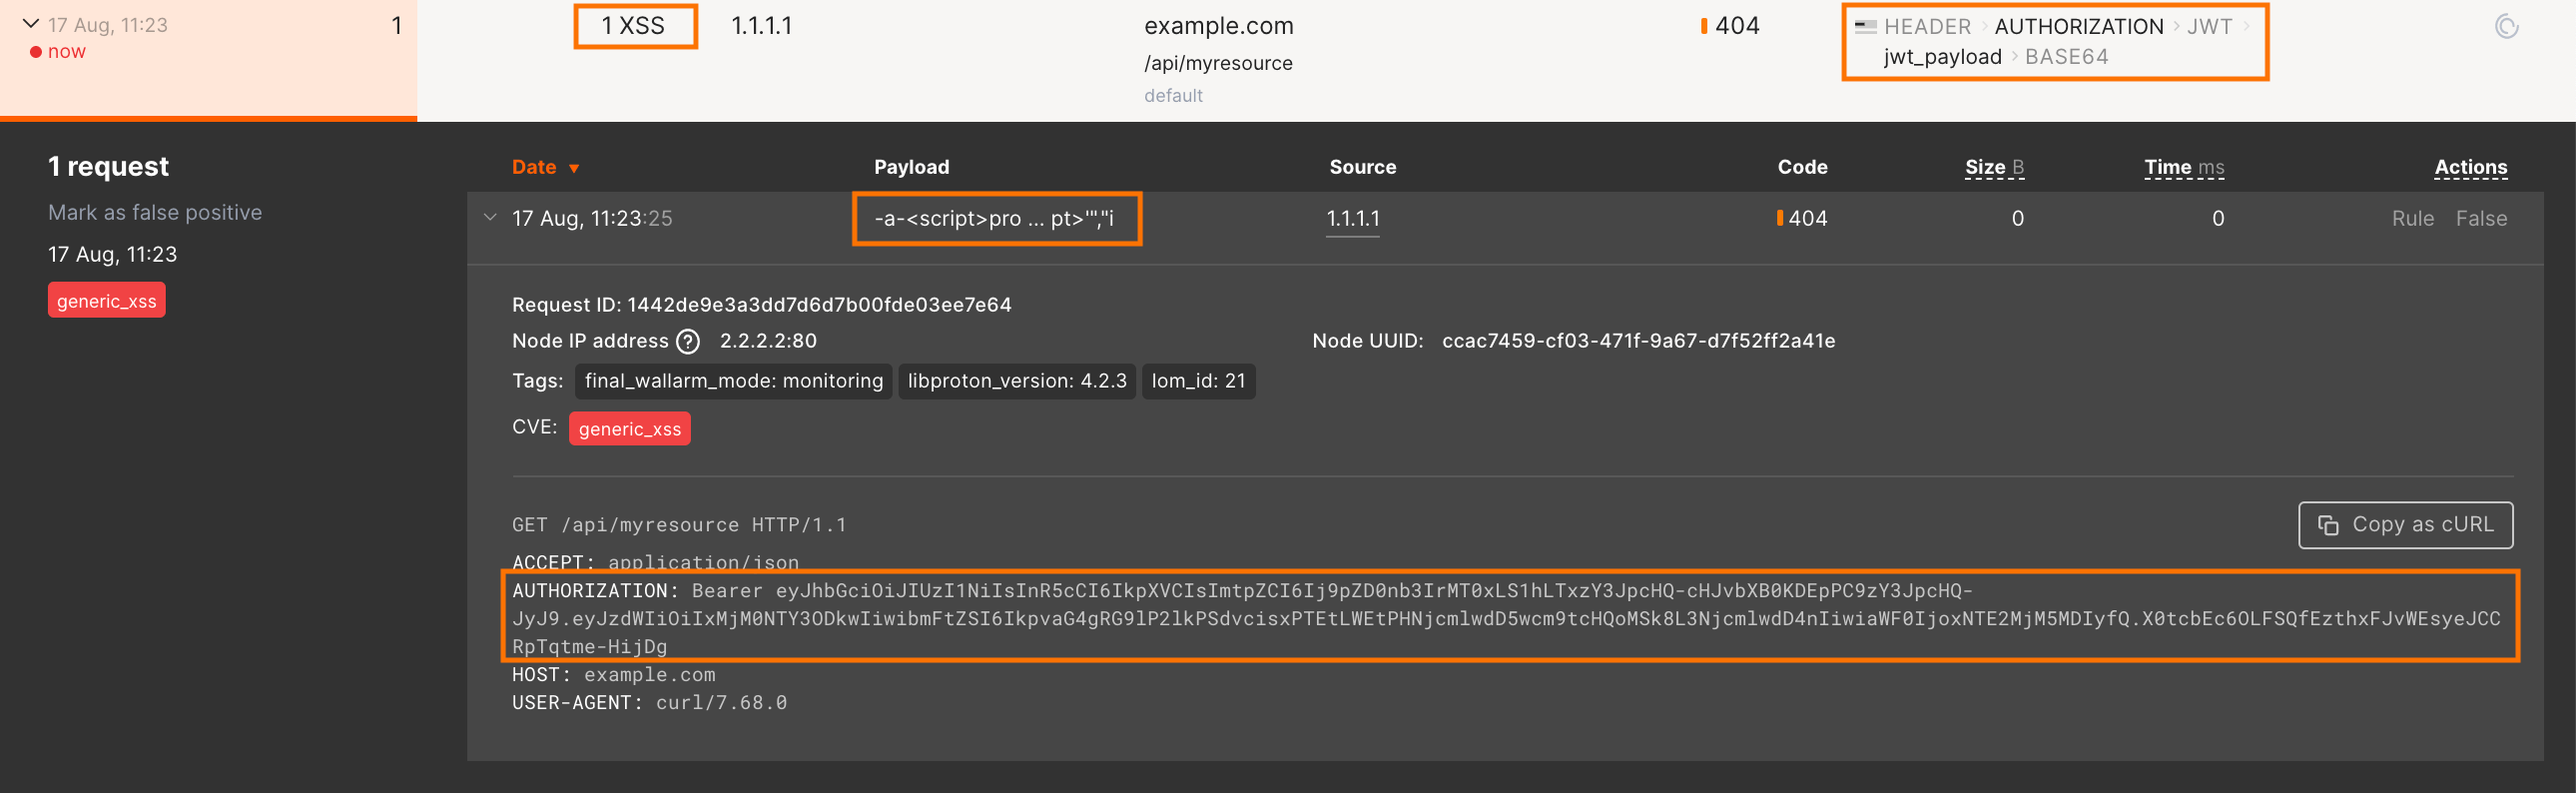 17 Aug, 11:23 1 1 XSS 1.1.1.1 example.com 404 HEADER › AUTHORIZATION › JWT ›
now /api/myresource jwt_payload › BASE64
default
1 request
Mark as false positive
17 Aug, 11:23
generic_xss
Date ▼ Payload Source Code Size B Time ms Actions
17 Aug, 11:23:25 -a-<script>pro ... pt>'","i 1.1.1.1 404 0 0 Rule False
Request ID: 1442de9e3a3dd7d6d7b00fde03ee7e64
Node IP address ? 2.2.2.2:80 Node UUID: ccac7459-cf03-471f-9a67-d7f52ff2a41e
Tags: final_wallarm_mode: monitoring libproton_version: 4.2.3 lom_id: 21
CVE: generic_xss
GET /api/myresource HTTP/1.1 Copy as cURL
ACCEPT: application/json
AUTHORIZATION: Bearer eyJhbGciOiJIUzI1NiIsInR5cCI6IkpXVCIsImtpZCI6Ij9pZD0nb3IrMT0xLS1hLTxzY3JpcHQ-cHJvbXB0KDEpPC9zY3JpcHQ-
JyJ9.eyJzdWIiOiIxMjM0NTY3ODkwIiwibmFtZSI6IkpvaG4gRG9lP2lkPSdvcisxPTEtLWEtPHNjcmlwdD5wcm9tcHQoMSk8L3NjcmlwdD4nIiwiaWF0IjoxNTE2MjM5MDIyfQ.X0tcbEc6OLFSQfEzthxFJvWEsyeJCC
RpTqtme-HijDg
HOST: example.com
USER-AGENT: curl/7.68.0